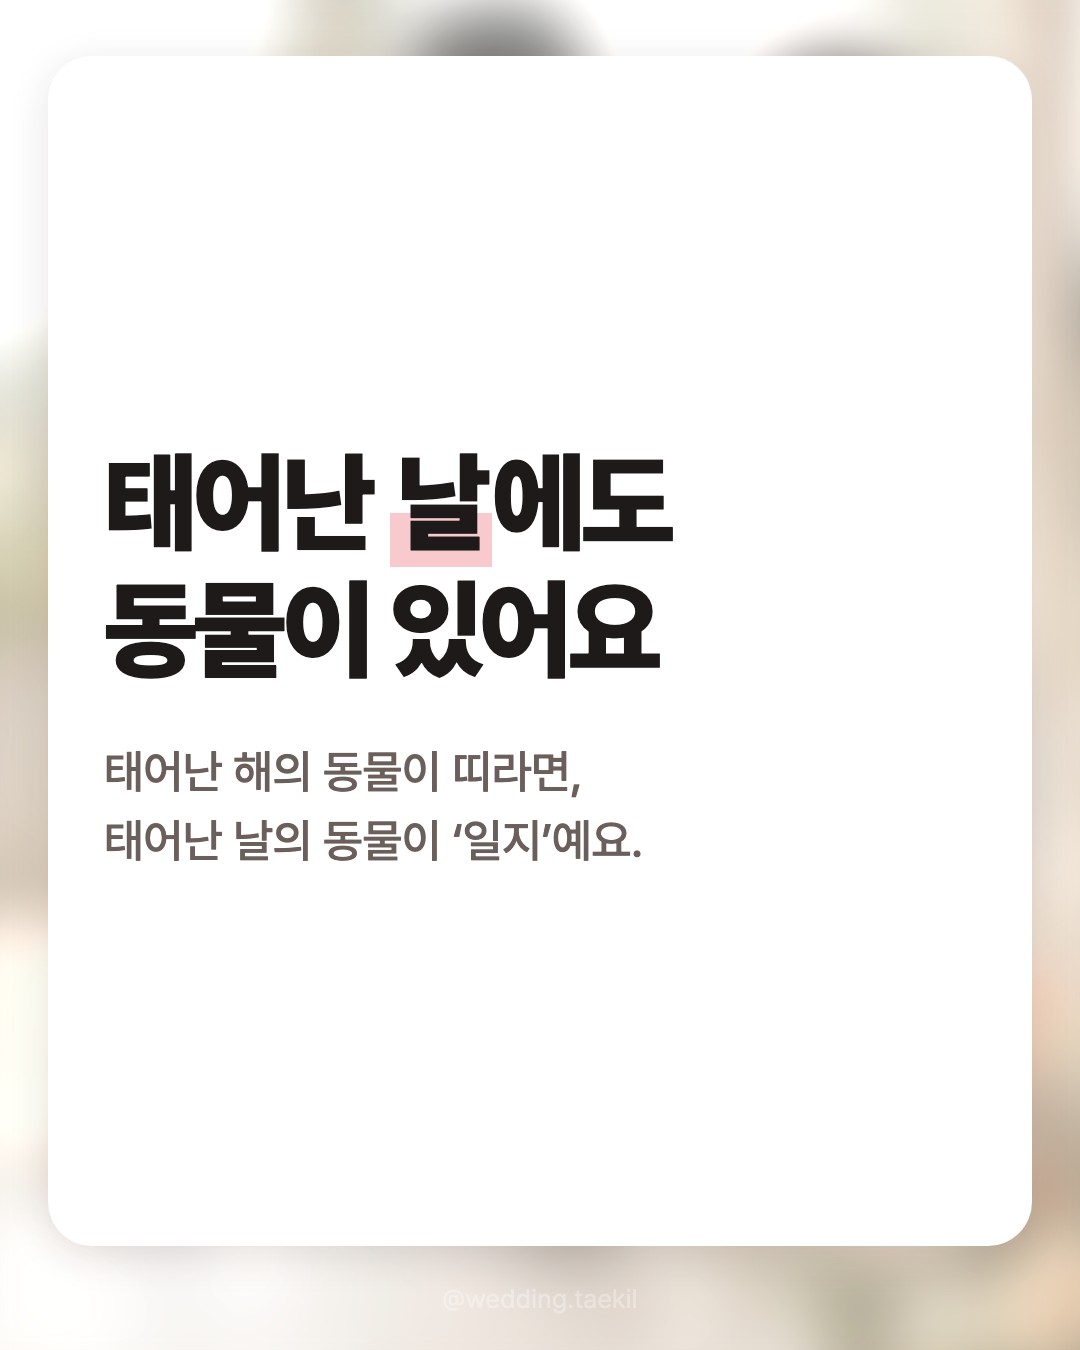 태어난 날에도
동물이 있어요
태어난 해의 동물이 띠라면,
태어난 날의 동물이 ‘일지’예요.
@wedding.taekil